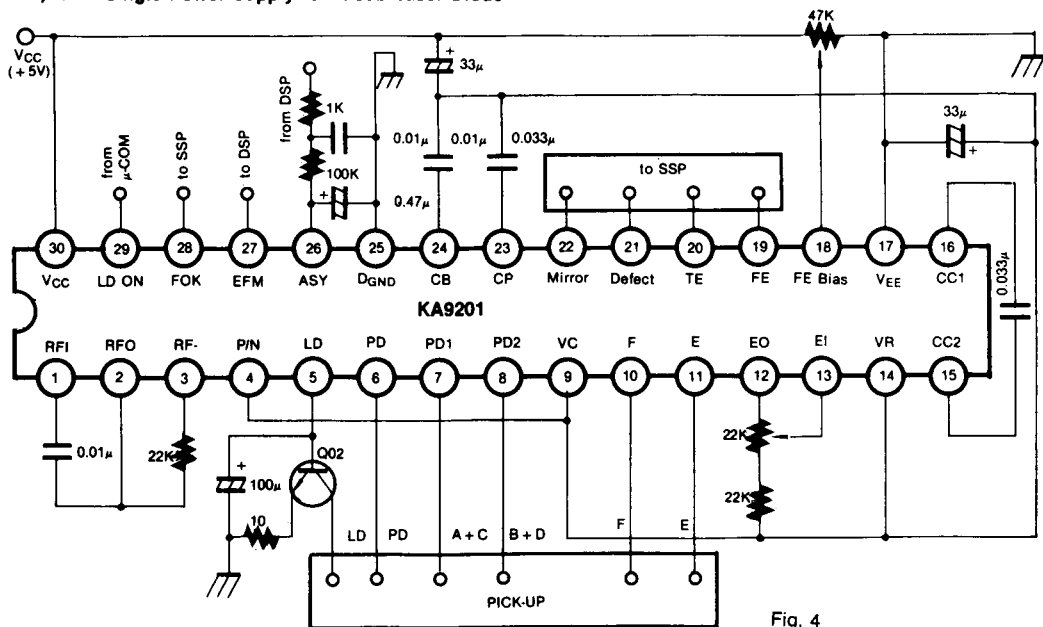 Single Power Supply
Laser Diode
47K
VCC
(+5V)
+
33μ
from DSP
1K
33μ
+
from
μ-COM
to SSP
to DSP
0.01μ
0.01μ
0.033μ
100K
+
0.47μ
to SSP
30 29 28 27 26 25 24 23 22 21 20 19 18 17 16
VCC LD ON FOK EFM ASY DGND CB CP Mirror Defect TE FE FE Bias VEE CC1
0.033μ
KA9201
RFI RFO RF- P/N LD PD PD1 PD2 VC F E EO EI VR CC2
1 2 3 4 5 6 7 8 9 10 11 12 13 14 15
0.01μ
22K
+
100μ
Q02
22K
10
22K
LD PD A+C B+D F E
PICK-UP
Fig. 4